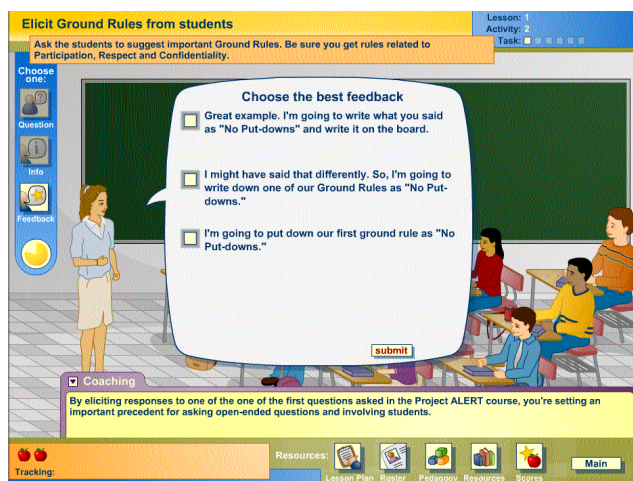 Elicit Ground Rules from students
Lesson: 1
Activity: 2
Task:
Ask the students to suggest important Ground Rules. Be sure you get rules related to
Participation, Respect and Confidentiality.
Choose
one:
Question
Info
Feedback
Choose the best feedback
Great example. I'm going to write what you said
as "No Put-downs" and write it on the board.
I might have said that differently. So, I'm going to
write down one of our Ground Rules as "No Put-
downs."
I'm going to put down our first ground rule as "No
Put-downs."
submit
Coaching
By eliciting responses to one of the one of the first questions asked in the Project ALERT course, you're setting an
important precedent for asking open-ended questions and involving students.
Tracking:
Resources:
Lesson Plan
Roster
Pedagogy
Resources
Scores
Main